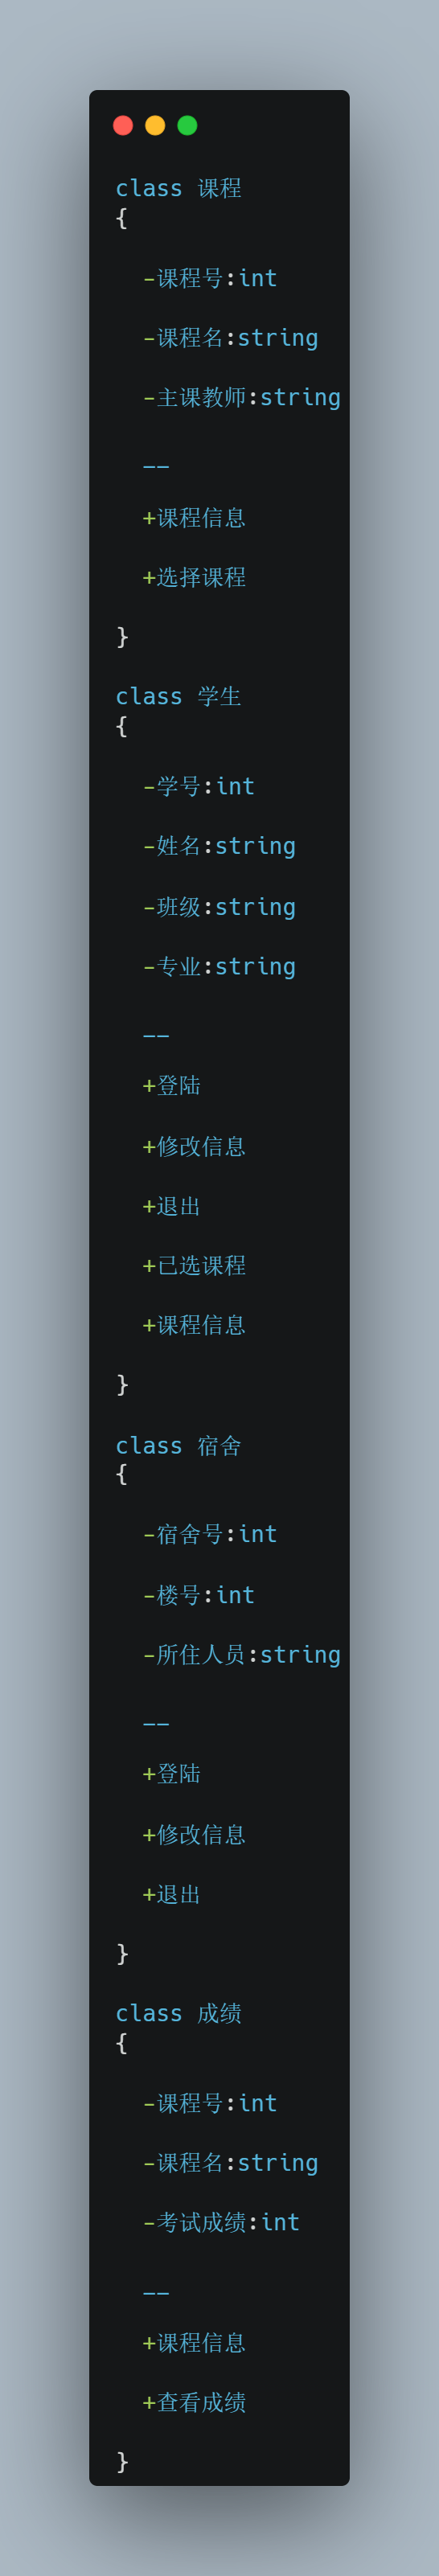 class 课程
{
-课程号:int
-课程名:string
-主课教师:string
__
+课程信息
+选择课程
}
class 学生
{
-学号:int
-姓名:string
-班级:string
-专业:string
__
+登陆
+修改信息
+退出
+已选课程
+课程信息
}
class 宿舍
{
-宿舍号:int
-楼号:int
-所住人员:string
__
+登陆
+修改信息
+退出
}
class 成绩
{
-课程号:int
-课程名:string
-考试成绩:int
__
+课程信息
+查看成绩
}